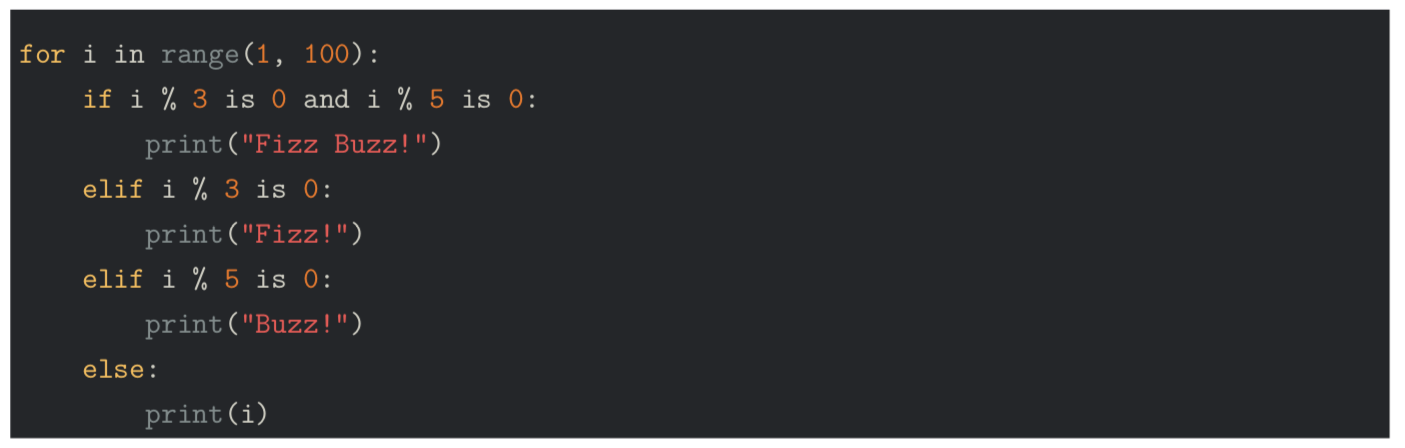 for i in range(1, 100):
    if i % 3 is 0 and i % 5 is 0:
        print("Fizz Buzz!")
    elif i % 3 is 0:
        print("Fizz!")
    elif i % 5 is 0:
        print("Buzz!")
    else:
        print(i)